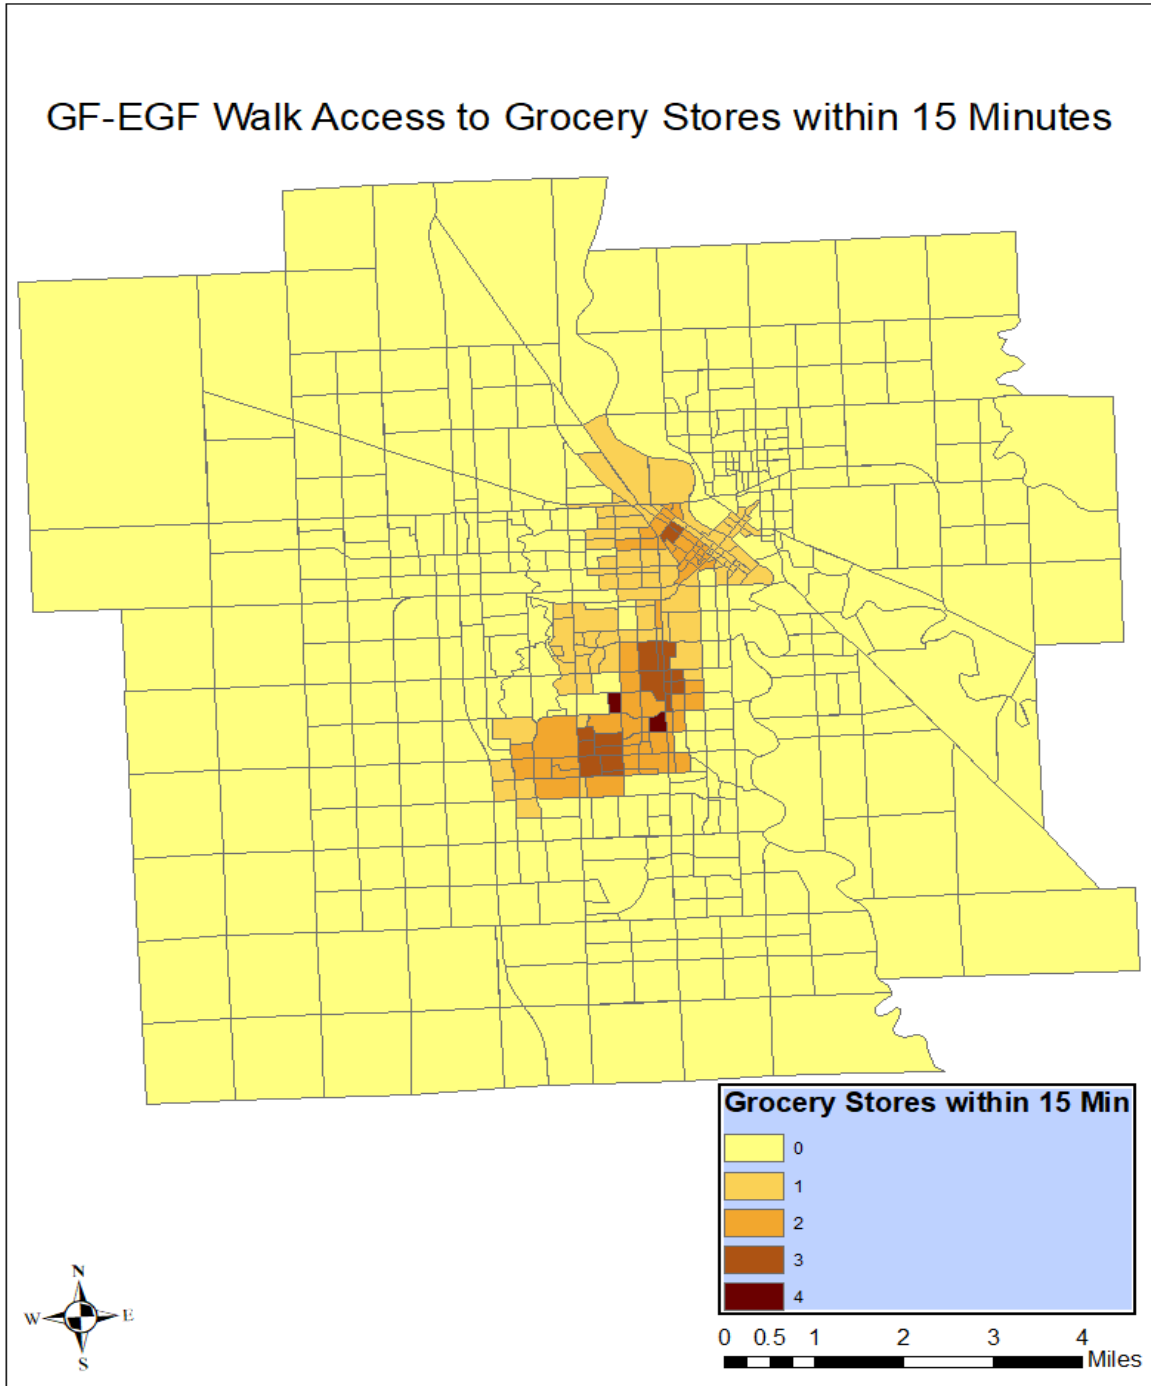 GF-EGF Walk Access to Grocery Stores within 15 Minutes
Grocery Stores within 15 Min
0
1
2
3
4
N
W E
S
0 0.5 1 2 3 4
Miles